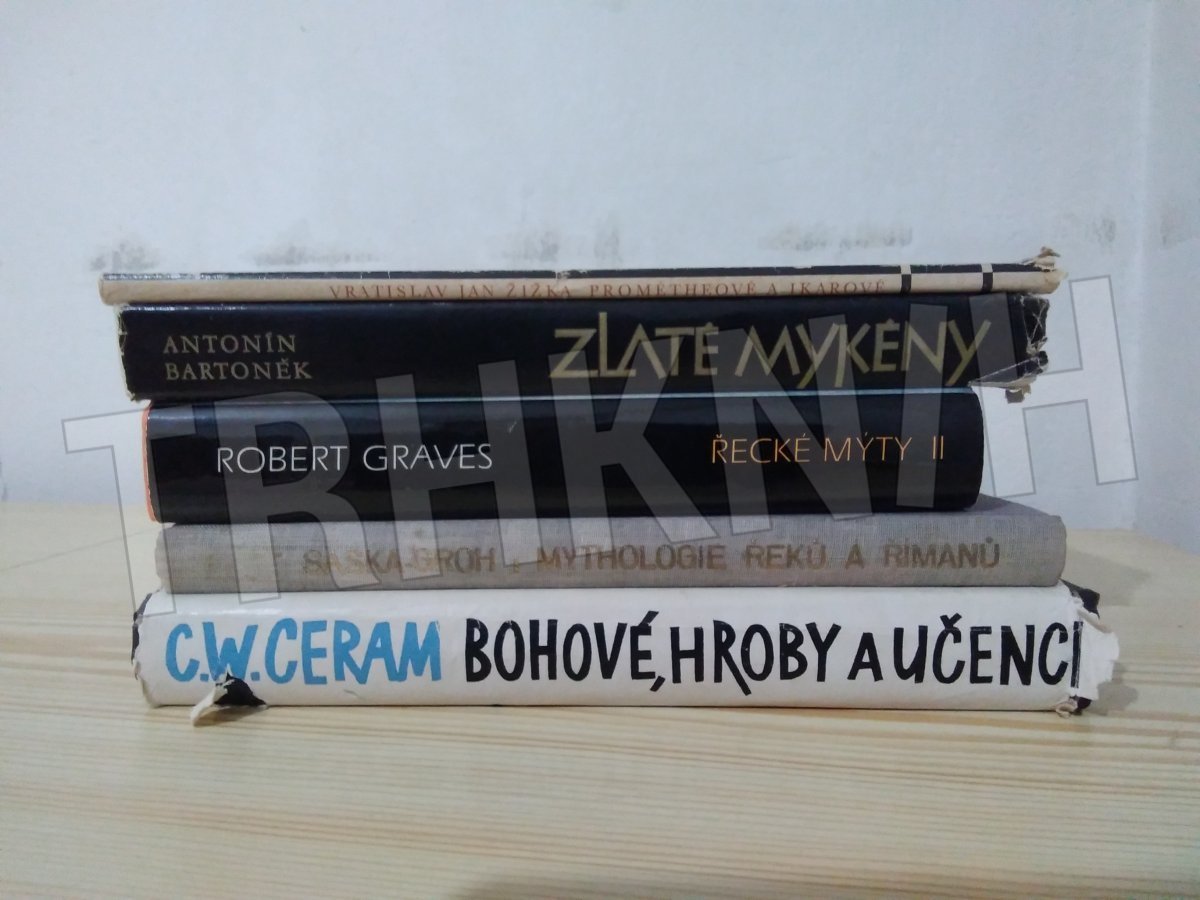 VRATISLAV JAN ŽIŽKA PROMÉTHEOVÉ A IKAROVÉ
ANTONÍN
BARTONĚK
ZLATÉ MYKÉNY
ROBERT GRAVES ŘECKÉ MÝTY II
SAŠKA-GROH : MYTHOLOGIE ŘEKŮ A ŘÍMANŮ
C.W.CERAM BOHOVÉ, HROBY A UČENCI
TRHKNIH